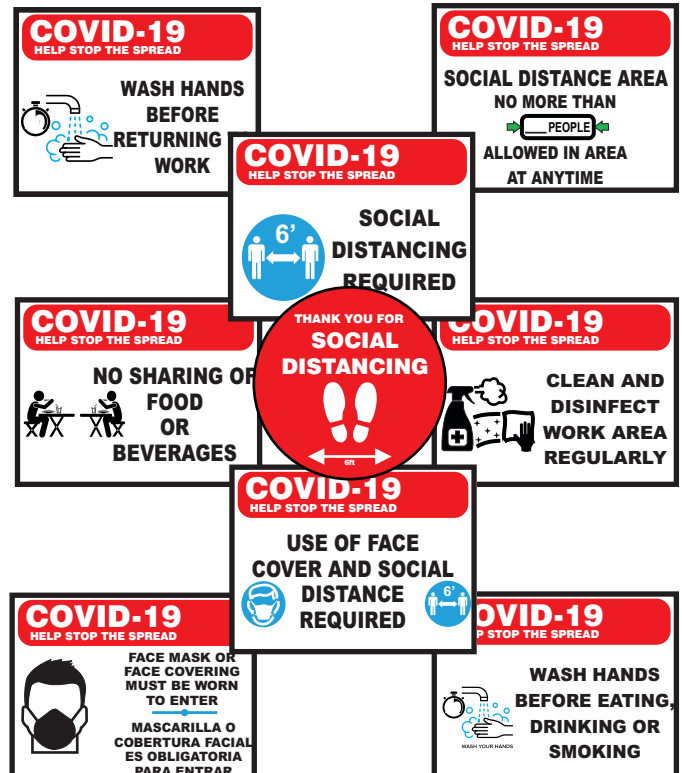 COVID-19
HELP STOP THE SPREAD
WASH HANDS
BEFORE
RETURNING
WORK
COVID-19
HELP STOP THE SPREAD
SOCIAL DISTANCE AREA
NO MORE THAN
___PEOPLE
ALLOWED IN AREA
AT ANYTIME
COVID-19
HELP STOP THE SPREAD
6'
SOCIAL
DISTANCING
REQUIRED
COVID-19
HELP STOP THE SPREAD
NO SHARING OF
FOOD
OR
BEVERAGES
THANK YOU FOR
SOCIAL
DISTANCING
6ft
COVID-19
HELP STOP THE SPREAD
CLEAN AND
DISINFECT
WORK AREA
REGULARLY
COVID-19
HELP STOP THE SPREAD
USE OF FACE
COVER AND SOCIAL
DISTANCE
REQUIRED
6'
COVID-19
HELP STOP THE SPREAD
FACE MASK OR
FACE COVERING
MUST BE WORN
TO ENTER
MASCARILLA O
COBERTURA FACIAL
ES OBLIGATORIA
PARA ENTRAR
OVID-19
P STOP THE SPREAD
WASH HANDS
BEFORE EATING,
DRINKING OR
SMOKING
WASH YOUR HANDS